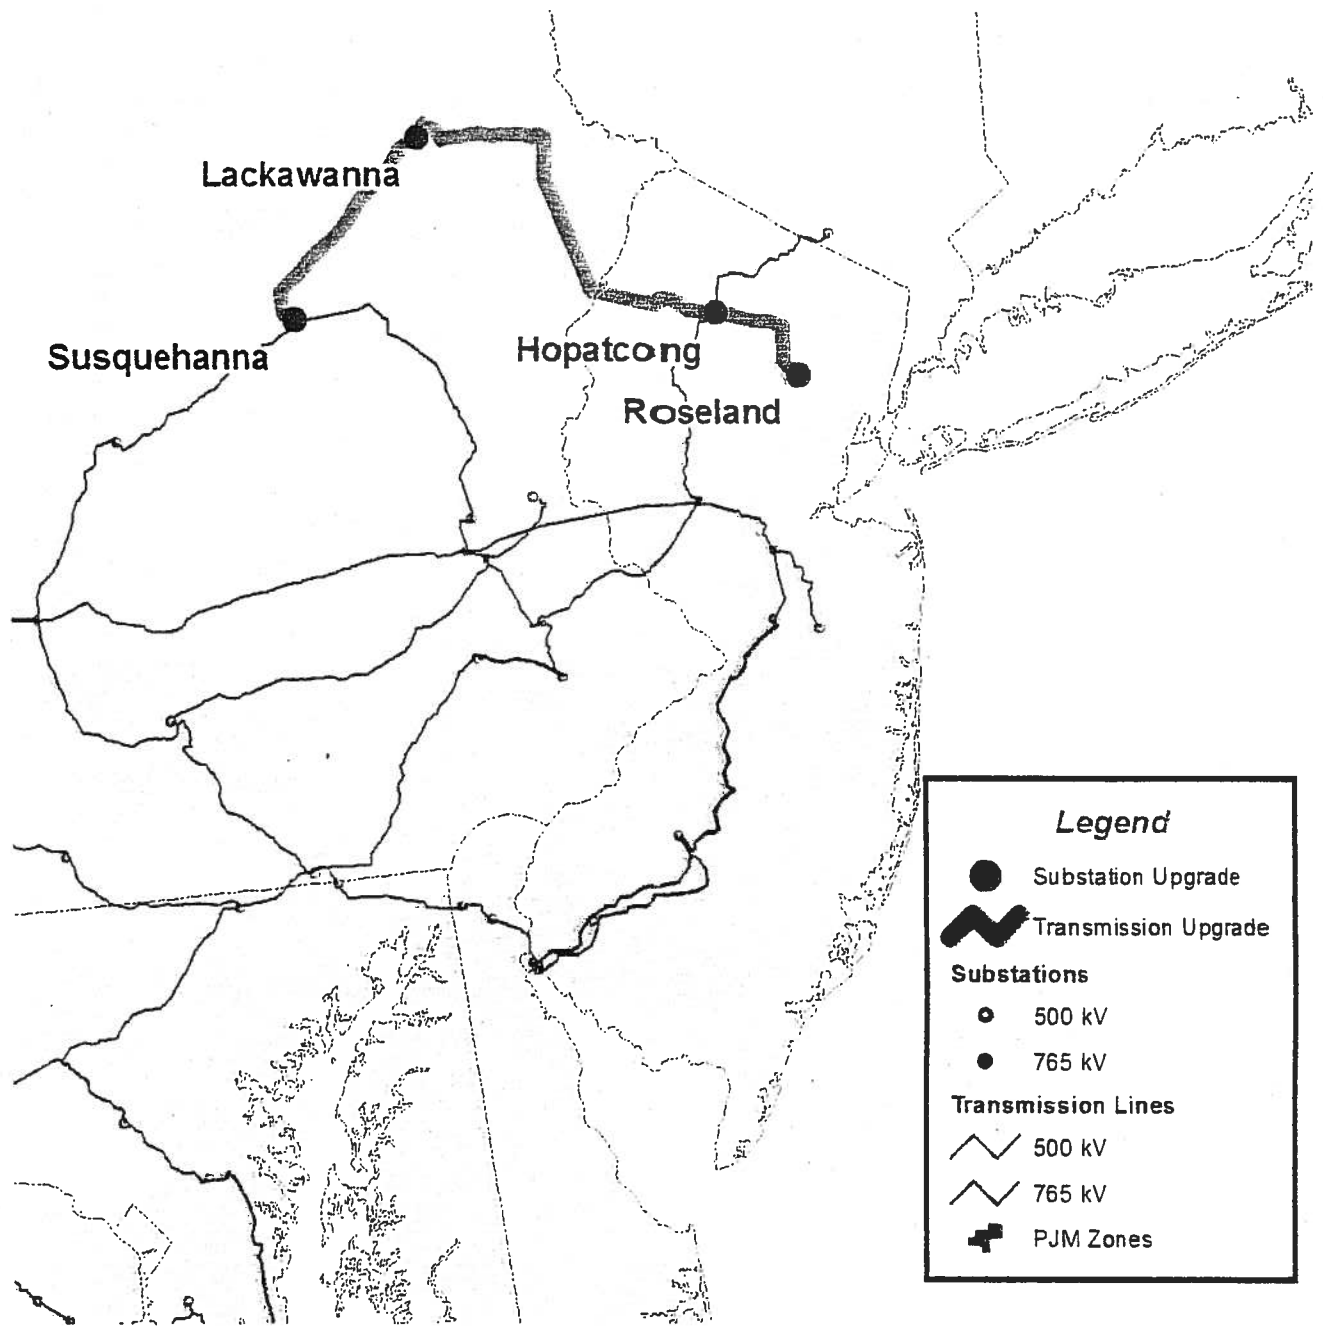 Lackawanna
Susquehanna
Hopatcong
Roseland
Legend
Substation Upgrade
Transmission Upgrade
Substations
500 kV
765 kV
Transmission Lines
500 kV
765 kV
PJM Zones